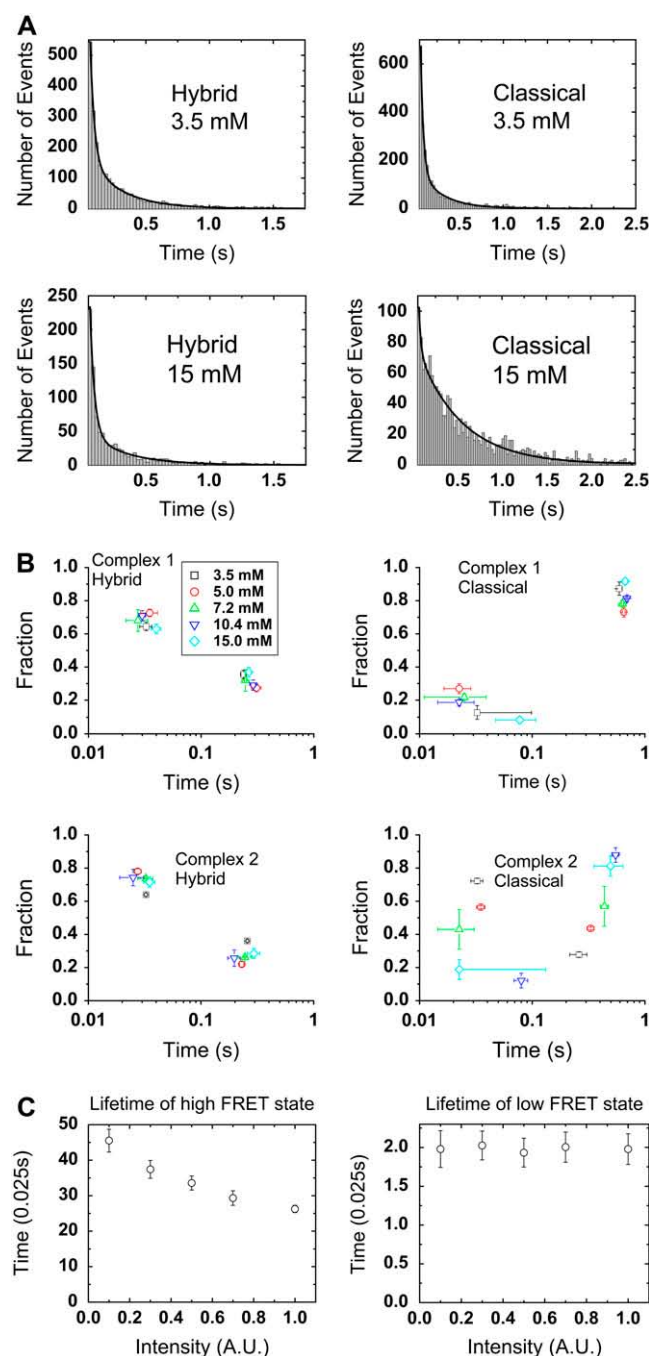 A
500
400
300
200
100
0
0.5
1.0
1.5
Number of Events
Time (s)
Hybrid
3.5 mM
600
400
200
0
0.5
1.0
1.5
2.0
2.5
Number of Events
Time (s)
Classical
3.5 mM
250
200
150
100
50
0
0.5
1.0
1.5
Number of Events
Time (s)
Hybrid
15 mM
100
80
60
40
20
0
0.5
1.0
1.5
2.0
2.5
Number of Events
Time (s)
Classical
15 mM
B
1.0
0.8
0.6
0.4
0.2
0.0
0.01
0.1
1
Fraction
Time (s)
Complex 1
Hybrid
3.5 mM
5.0 mM
7.2 mM
10.4 mM
15.0 mM
1.0
0.8
0.6
0.4
0.2
0.0
0.01
0.1
1
Fraction
Time (s)
Complex 1
Classical
1.0
0.8
0.6
0.4
0.2
0.0
0.01
0.1
1
Fraction
Time (s)
Complex 2
Hybrid
1.0
0.8
0.6
0.4
0.2
0.0
0.01
0.1
1
Fraction
Time (s)
Complex 2
Classical
C
Lifetime of high FRET state
50
40
30
20
10
0.0
0.2
0.4
0.6
0.8
1.0
Time (0.025s)
Intensity (A.U.)
Lifetime of low FRET state
2.0
1.5
1.0
0.5
0.0
0.0
0.2
0.4
0.6
0.8
1.0
Time (0.025s)
Intensity (A.U.)